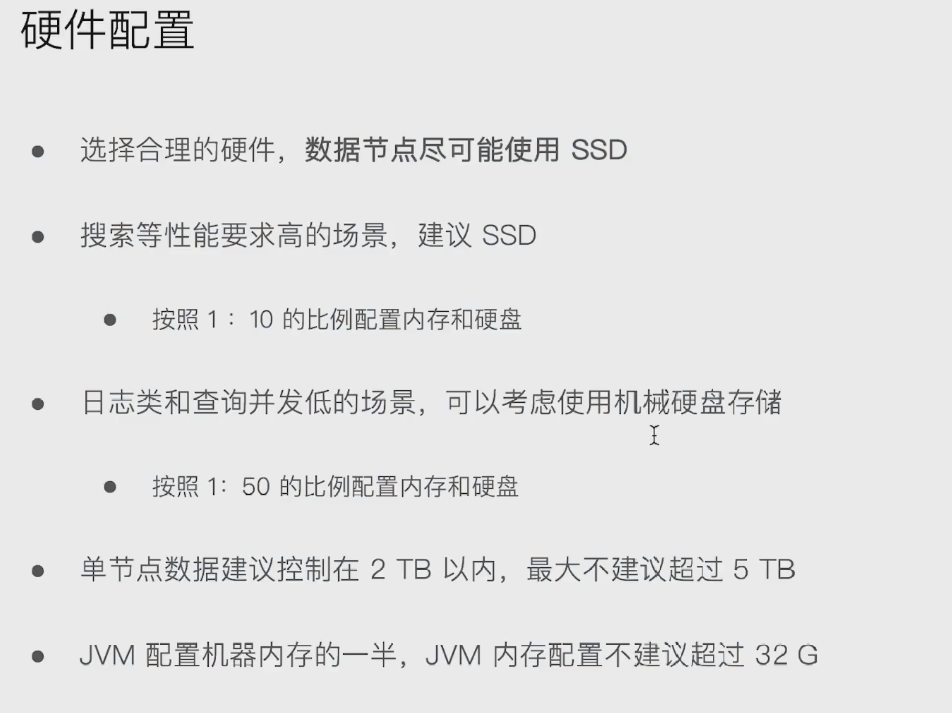 硬件配置
选择合理的硬件，数据节点尽可能使用 SSD
搜索等性能要求高的场景，建议 SSD
按照 1 ：10 的比例配置内存和硬盘
日志类和查询并发低的场景，可以考虑使用机械硬盘存储
按照 1：50 的比例配置内存和硬盘
单节点数据建议控制在 2 TB 以内，最大不建议超过 5 TB
JVM 配置机器内存的一半，JVM 内存配置不建议超过 32 G